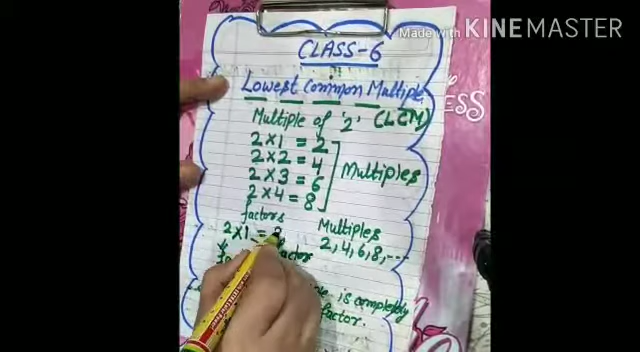 Made with KINEMASTER
CLASS-6
Lowest Common Multiple
ESS
Multiple of '2' (LCM)
2×1 = 2
2×2 = 4
2×3 = 6
2×4 = 8
Multiples
factors
2×1 =
Multiples
2, 4, 6, 8, ---
factor
is completely
factor.